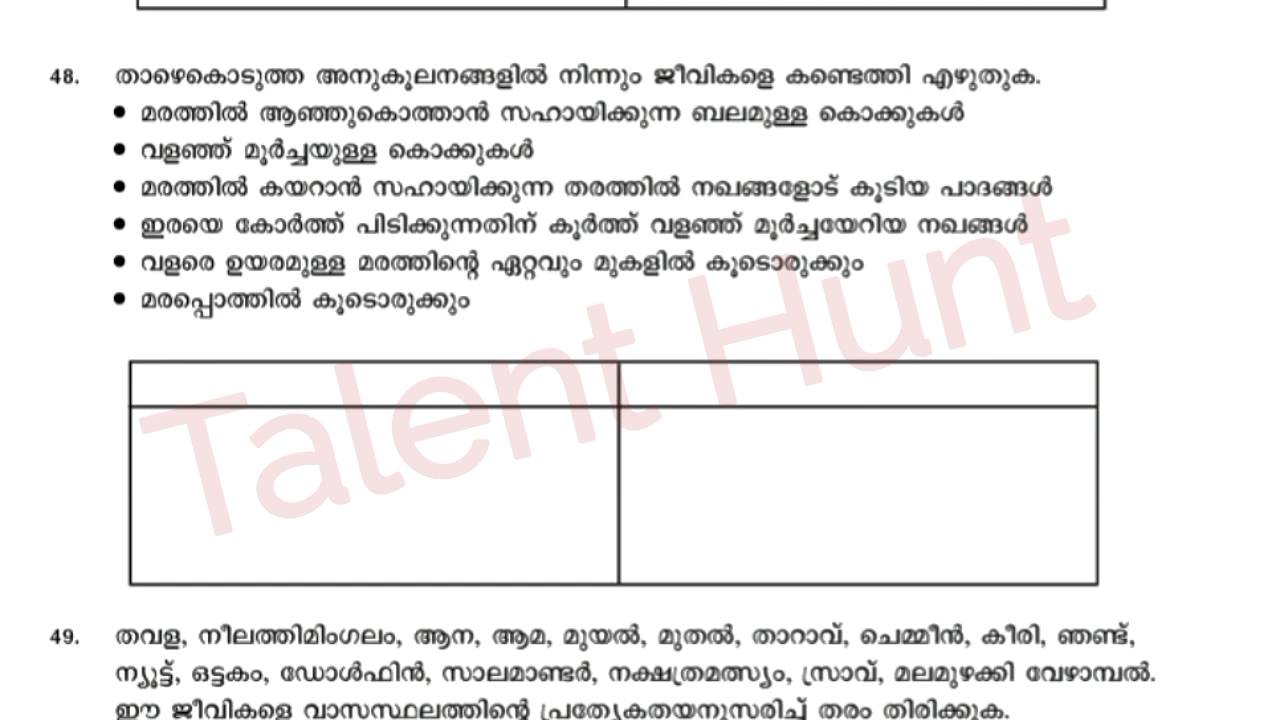 48. താഴെകൊടുത്ത അനുകൂലനങ്ങളിൽ നിന്നും ജീവികളെ കണ്ടെത്തി എഴുതുക.
● മരത്തിൽ ആഞ്ഞുകൊത്താൻ സഹായിക്കുന്ന ബലമുള്ള കൊക്കുകൾ
● വളഞ്ഞ് മൂർച്ചയുള്ള കൊക്കുകൾ
● മരത്തിൽ കയറാൻ സഹായിക്കുന്ന തരത്തിൽ നഖങ്ങളോട് കൂടിയ പാദങ്ങൾ
● ഇരയെ കോർത്ത് പിടിക്കുന്നതിന് കൂർത്ത് വളഞ്ഞ് മൂർച്ചയേറിയ നഖങ്ങൾ
● വളരെ ഉയരമുള്ള മരത്തിന്റെ ഏറ്റവും മുകളിൽ കൂടൊരുക്കും
● മരപ്പൊത്തിൽ കൂടൊരുക്കും
Talent Hunt
49. തവള, നീലത്തിമിംഗലം, ആന, ആമ, മുയൽ, മുതൽ, താറാവ്, ചെമ്മീൻ, കീരി, ഞണ്ട്,
ന്യൂട്ട്, ഒട്ടകം, ഡോൾഫിൻ, സാലമാണ്ടർ, നക്ഷത്രമത്സ്യം, സ്രാവ്, മലമുഴക്കി വേഴാമ്പൽ.
ഈ ജീവികളെ വാസസ്ഥലത്തിന്റെ പ്രത്യേകതയനുസരിച്ച് തരം തിരിക്കുക.